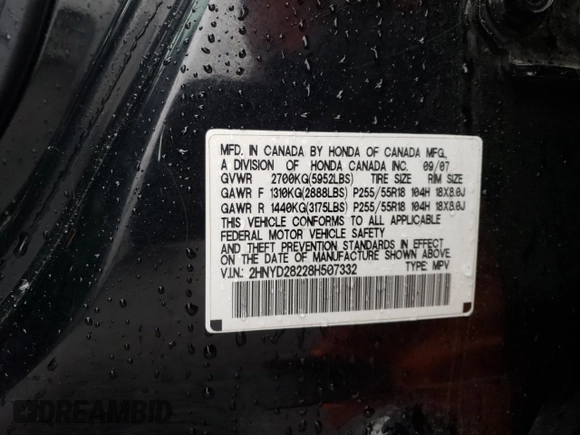 MFD. IN CANADA BY HONDA OF CANADA MFG.,
A DIVISION OF HONDA CANADA INC. 09/07
GVWR 2700KG(5952LBS) TIRE SIZE RIM SIZE
GAWR F 1310KG(2888LBS) P255/55R18 104H 18X8.0J
GAWR R 1440KG(3175LBS) P255/55R18 104H 18X8.0J
THIS VEHICLE CONFORMS TO ALL APPLICABLE
FEDERAL MOTOR VEHICLE SAFETY
AND THEFT PREVENTION STANDARDS IN EFFECT
ON THE DATE OF MANUFACTURE SHOWN ABOVE.
V.I.N.: 2HNYD28228H507332 TYPE: MPV
DREAMBID